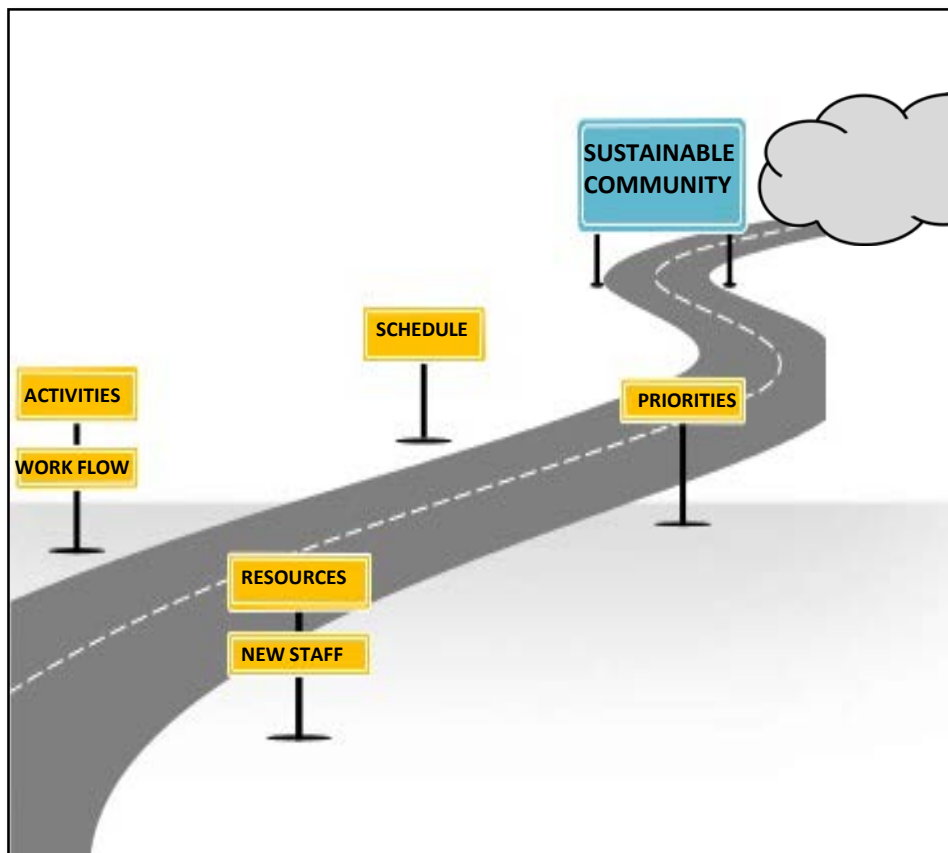 SUSTAINABLE
COMMUNITY
SCHEDULE
ACTIVITIES
PRIORITIES
WORK FLOW
RESOURCES
NEW STAFF